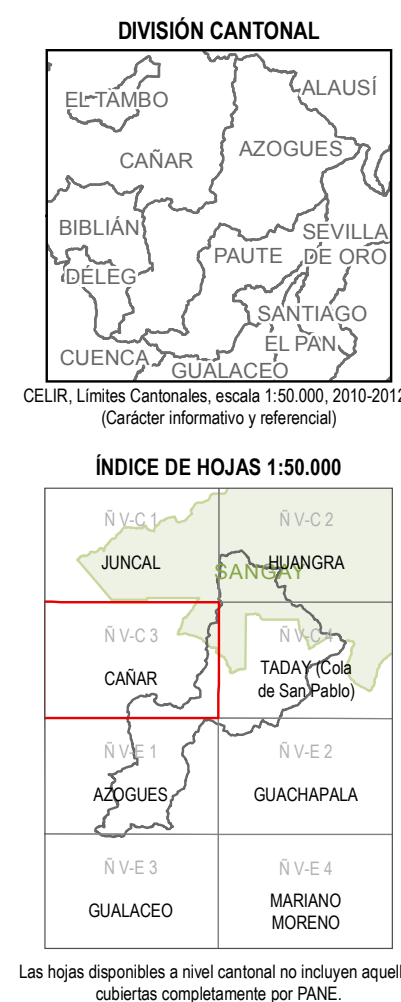 DIVISIÓN CANTONAL
EL TAMBO
ALAUSÍ
CAÑAR
AZOGUES
BIBLIÁN
PAUTE
SEVILLA
DE ORO
DÉLEG
SANTIAGO
EL PAN
CUENCA
GUALACEO
CELIR, Límites Cantonales, escala 1:50.000, 2010-2012
(Carácter informativo y referencial)
ÍNDICE DE HOJAS 1:50.000
Ñ V-C 1
Ñ V-C 2
JUNCAL
HUANGRA
SANGAY
Ñ V-C 3
Ñ V-C 4
CAÑAR
TADAY (Cola
de San Pablo)
Ñ V-E 1
Ñ V-E 2
AZOGUES
GUACHAPALA
Ñ V-E 3
Ñ V-E 4
GUALACEO
MARIANO
MORENO
Las hojas disponibles a nivel cantonal no incluyen aquell
cubiertas completamente por PANE.